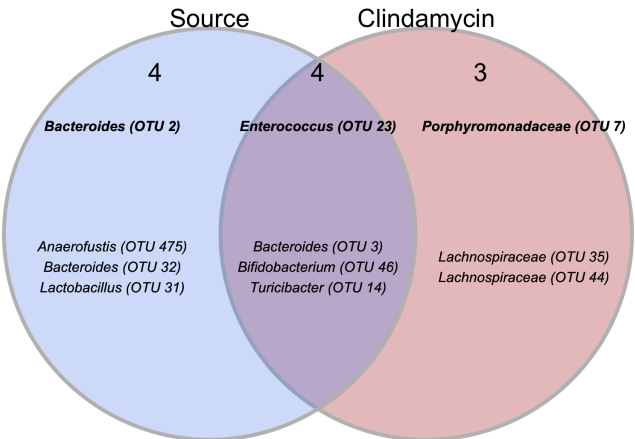 Source Clindamycin
4 4 3
Bacteroides (OTU 2) Enterococcus (OTU 23) Porphyromonadaceae (OTU 7)
Anaerofustis (OTU 475)
Bacteroides (OTU 32)
Lactobacillus (OTU 31)
Bacteroides (OTU 3)
Bifidobacterium (OTU 46)
Turicibacter (OTU 14)
Lachnospiraceae (OTU 35)
Lachnospiraceae (OTU 44)